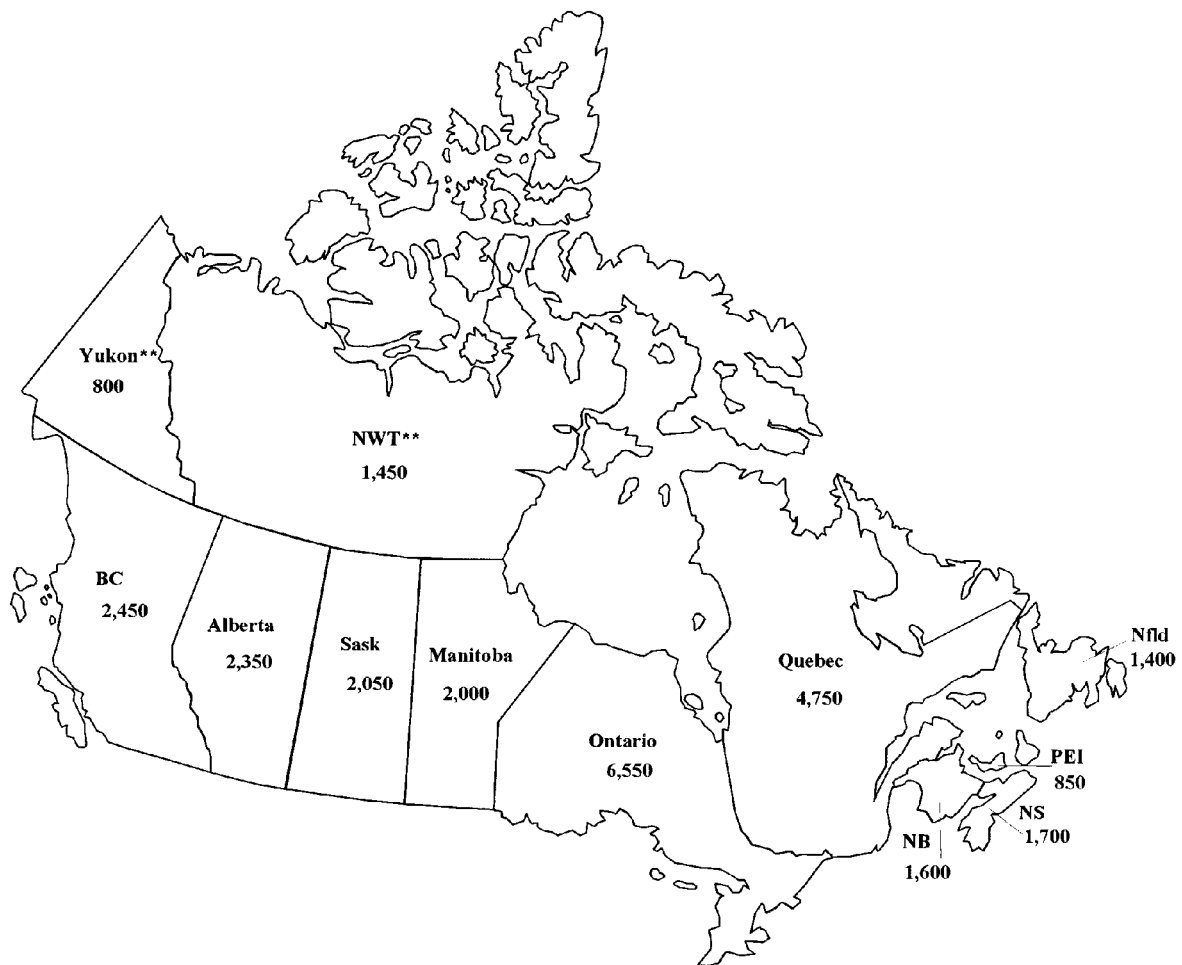 Yukon**
800
NWT**
1,450
BC
2,450
Alberta
2,350
Sask
2,050
Manitoba
2,000
Ontario
6,550
Quebec
4,750
Nfld
1,400
PEI
850
NS
1,700
NB
1,600